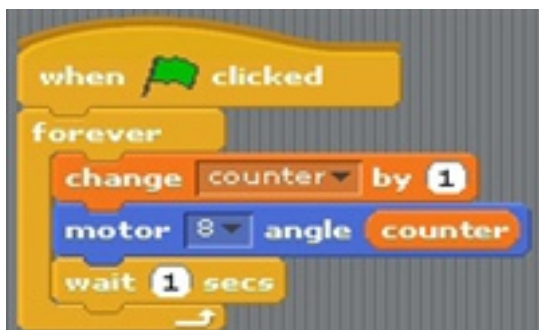 when clicked
forever
change counter by 1
motor 8 angle counter
wait 1 secs